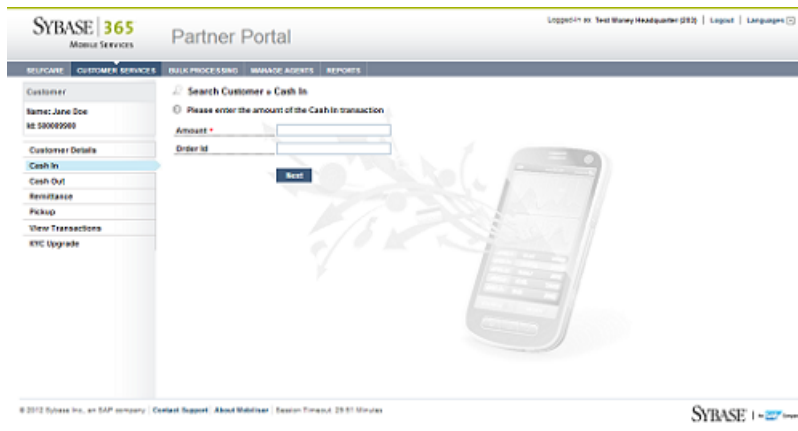 SYBASE 365
MOBILE SERVICES
Partner Portal
Logged in as Test Money Headquarter (283) | Logout | Languages
SELFCARE CUSTOMER SERVICES BULK PROCESSING MANAGE AGENTS REPORTS
Customer
Name: Jane Doe
Customer Details
Cash In
Cash Out
Remittance
Pickup
View Transactions
KYC Upgrade
Search Customer » Cash In
Please enter the amount of the Cash In transaction
Amount *
Order Id
Next
© 2012 Sybase Inc, an SAP company | Contact Support | About Mobiliser | Session Timeout: 29:51 Minutes
SYBASE